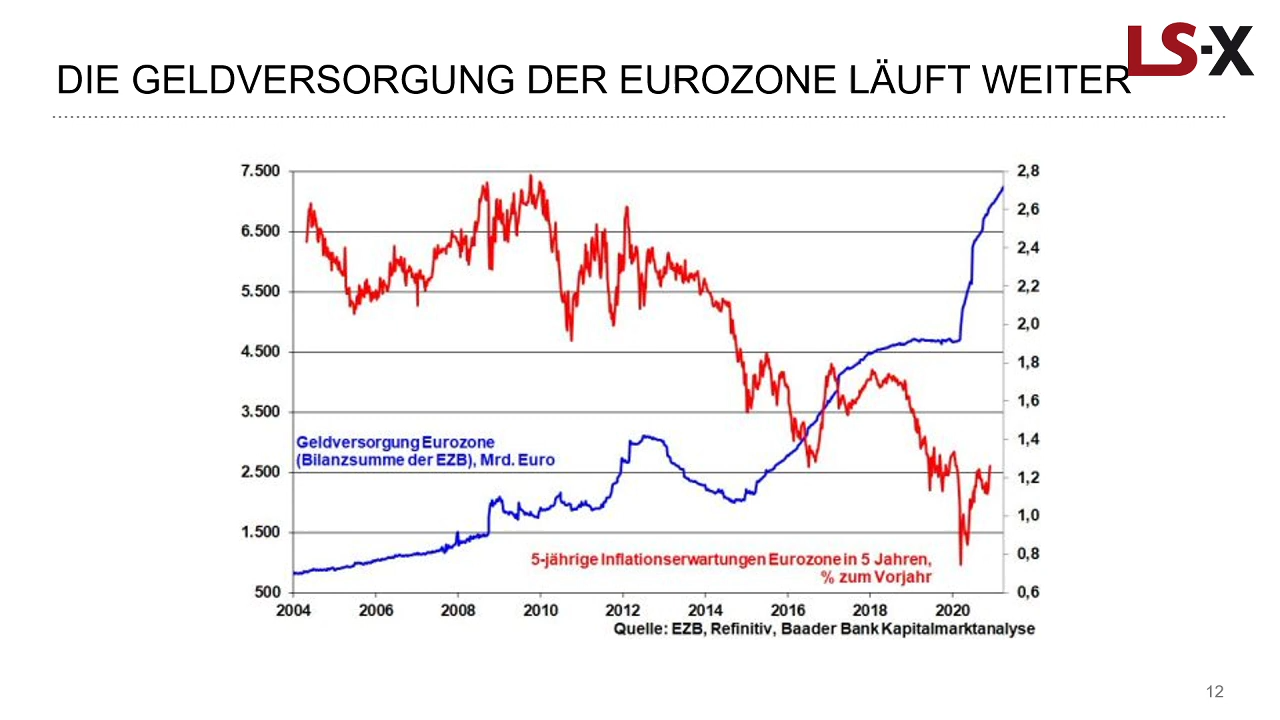 LS-X
DIE GELDVERSORGUNG DER EUROZONE LÄUFT WEITER
7.500
6.500
5.500
4.500
3.500
2.500
1.500
500
2,8
2,6
2,4
2,2
2,0
1,8
1,6
1,4
1,2
1,0
0,8
0,6
Geldversorgung Eurozone
(Bilanzsumme der EZB), Mrd. Euro
5-jährige Inflationserwartungen Eurozone in 5 Jahren,
% zum Vorjahr
2004 2006 2008 2010 2012 2014 2016 2018 2020
Quelle: EZB, Refinitiv, Baader Bank Kapitalmarktanalyse
12